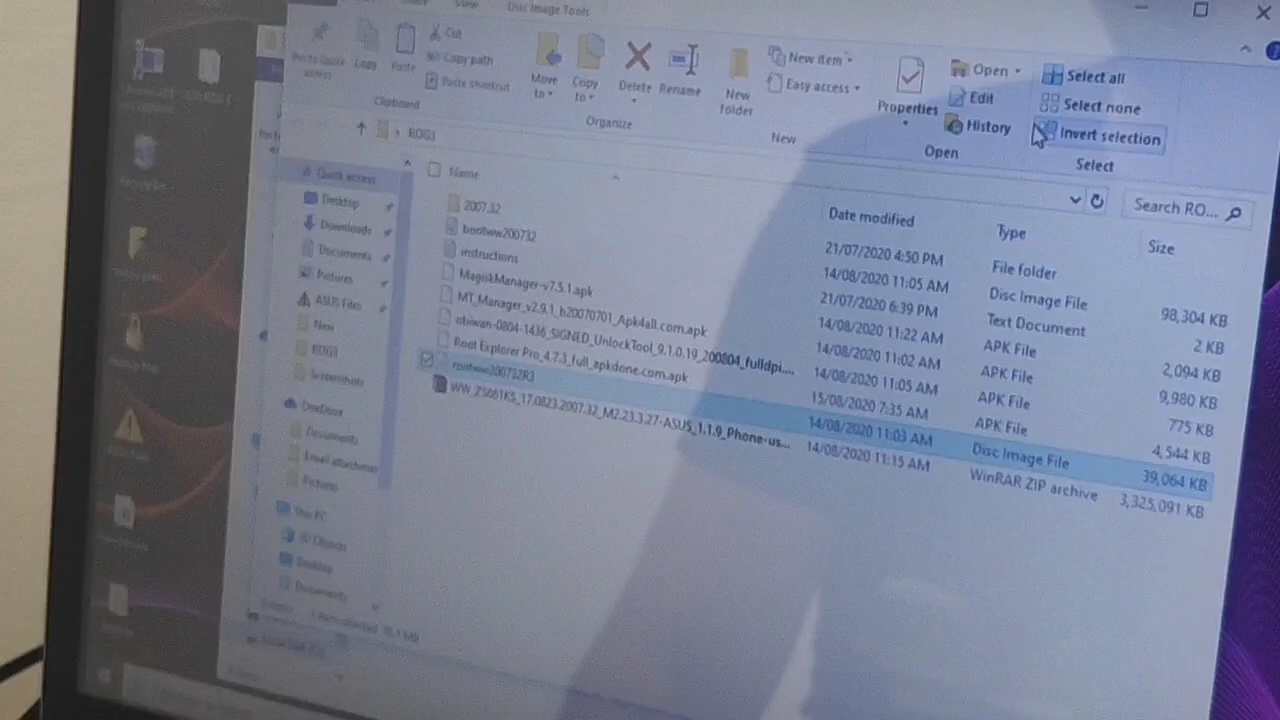 View
Disc Image Tools
Pin to Quick access
Copy
Paste
Cut
Copy path
Paste shortcut
Clipboard
Move to
Copy to
Delete
Rename
Organize
New folder
New item
Easy access
New
Properties
Open
Edit
History
Open
Select all
Select none
Invert selection
Select
ROG3
Search RO...
Name
Date modified
Type
Size
2007.32
21/07/2020 4:50 PM
File folder
bootww200732
14/08/2020 11:05 AM
Disc Image File
98,304 KB
instructions
21/07/2020 6:39 PM
Text Document
2 KB
MagiskManager-v7.5.1.apk
14/08/2020 11:22 AM
APK File
2,094 KB
MT_Manager_v2.9.1_b20070701_Apk4all.com.apk
14/08/2020 11:02 AM
APK File
9,980 KB
obiwan-0804-1436_SIGNED_UnlockTool_9.1.0.19_200804_fulldpi....
14/08/2020 11:05 AM
APK File
775 KB
Root Explorer Pro_4.7.3_full_apkdone.com.apk
15/08/2020 7:35 AM
APK File
4,544 KB
rootww200732R3
14/08/2020 11:03 AM
Disc Image File
39,064 KB
WW_ZS661KS_17.0823.2007.32_M2.23.3.27-ASUS_1.1.9_Phone-us...
14/08/2020 11:15 AM
WinRAR ZIP archive
3,325,091 KB
Quick access
Desktop
Downloads
Documents
Pictures
ASUS Files
New
ROG3
Screenshots
OneDrive
Documents
Email attachmen
Pictures
This PC
3D Objects
Desktop
Documents